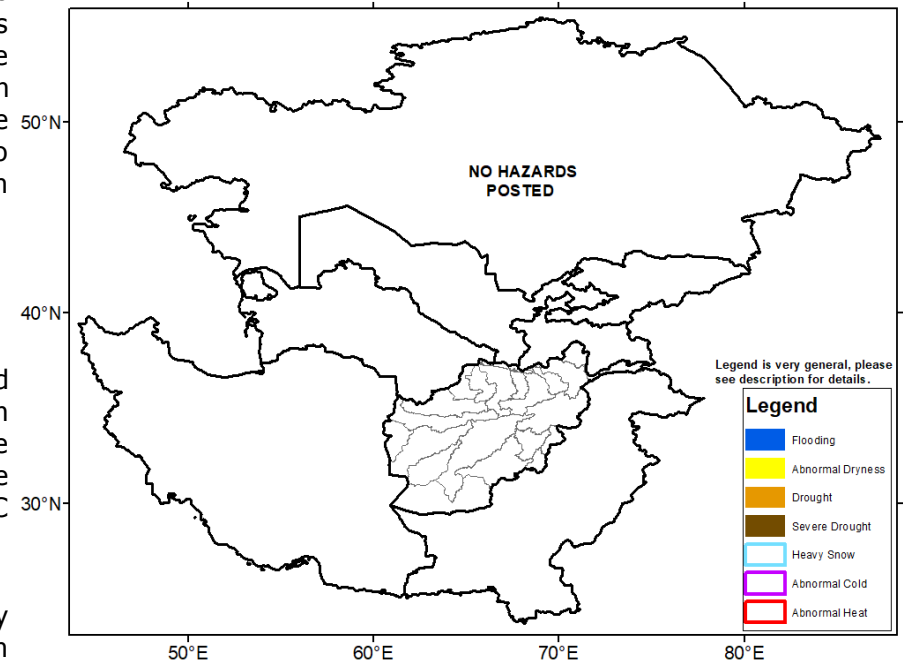 50°N
40°N
30°N
50°E
60°E
70°E
80°E
NO HAZARDS
POSTED
Legend is very general, please
see description for details.
Legend
Flooding
Abnormal Dryness
Drought
Severe Drought
Heavy Snow
Abnormal Cold
Abnormal Heat